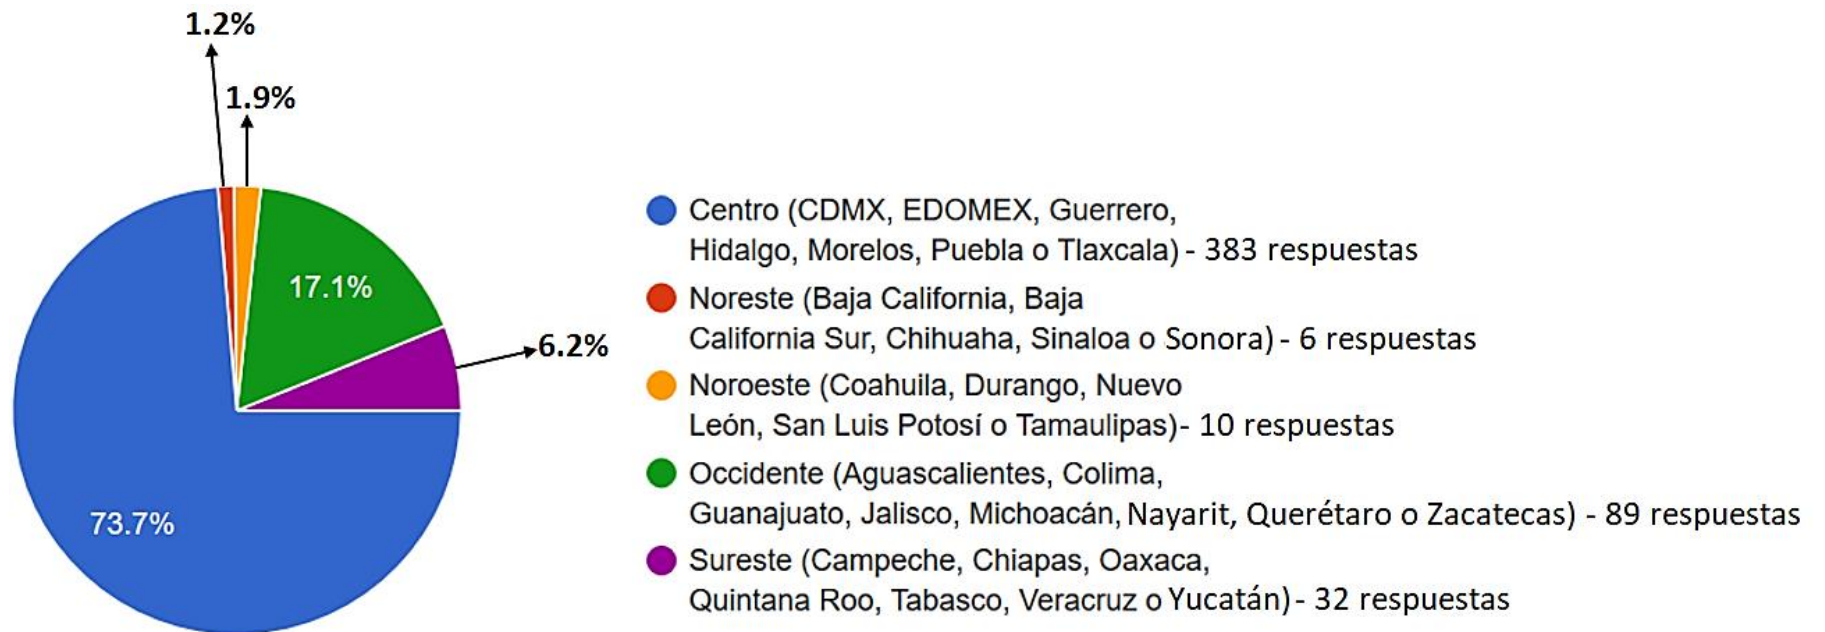 1.2%
1.9%
17.1%
6.2%
73.7%
Centro (CDMX, EDOMEX, Guerrero,
Hidalgo, Morelos, Puebla o Tlaxcala) - 383 respuestas
Noreste (Baja California, Baja
California Sur, Chihuaha, Sinaloa o Sonora) - 6 respuestas
Noroeste (Coahuila, Durango, Nuevo
León, San Luis Potosí o Tamaulipas)- 10 respuestas
Occidente (Aguascalientes, Colima,
Guanajuato, Jalisco, Michoacán, Nayarit, Querétaro o Zacatecas) - 89 respuestas
Sureste (Campeche, Chiapas, Oaxaca,
Quintana Roo, Tabasco, Veracruz o Yucatán) - 32 respuestas